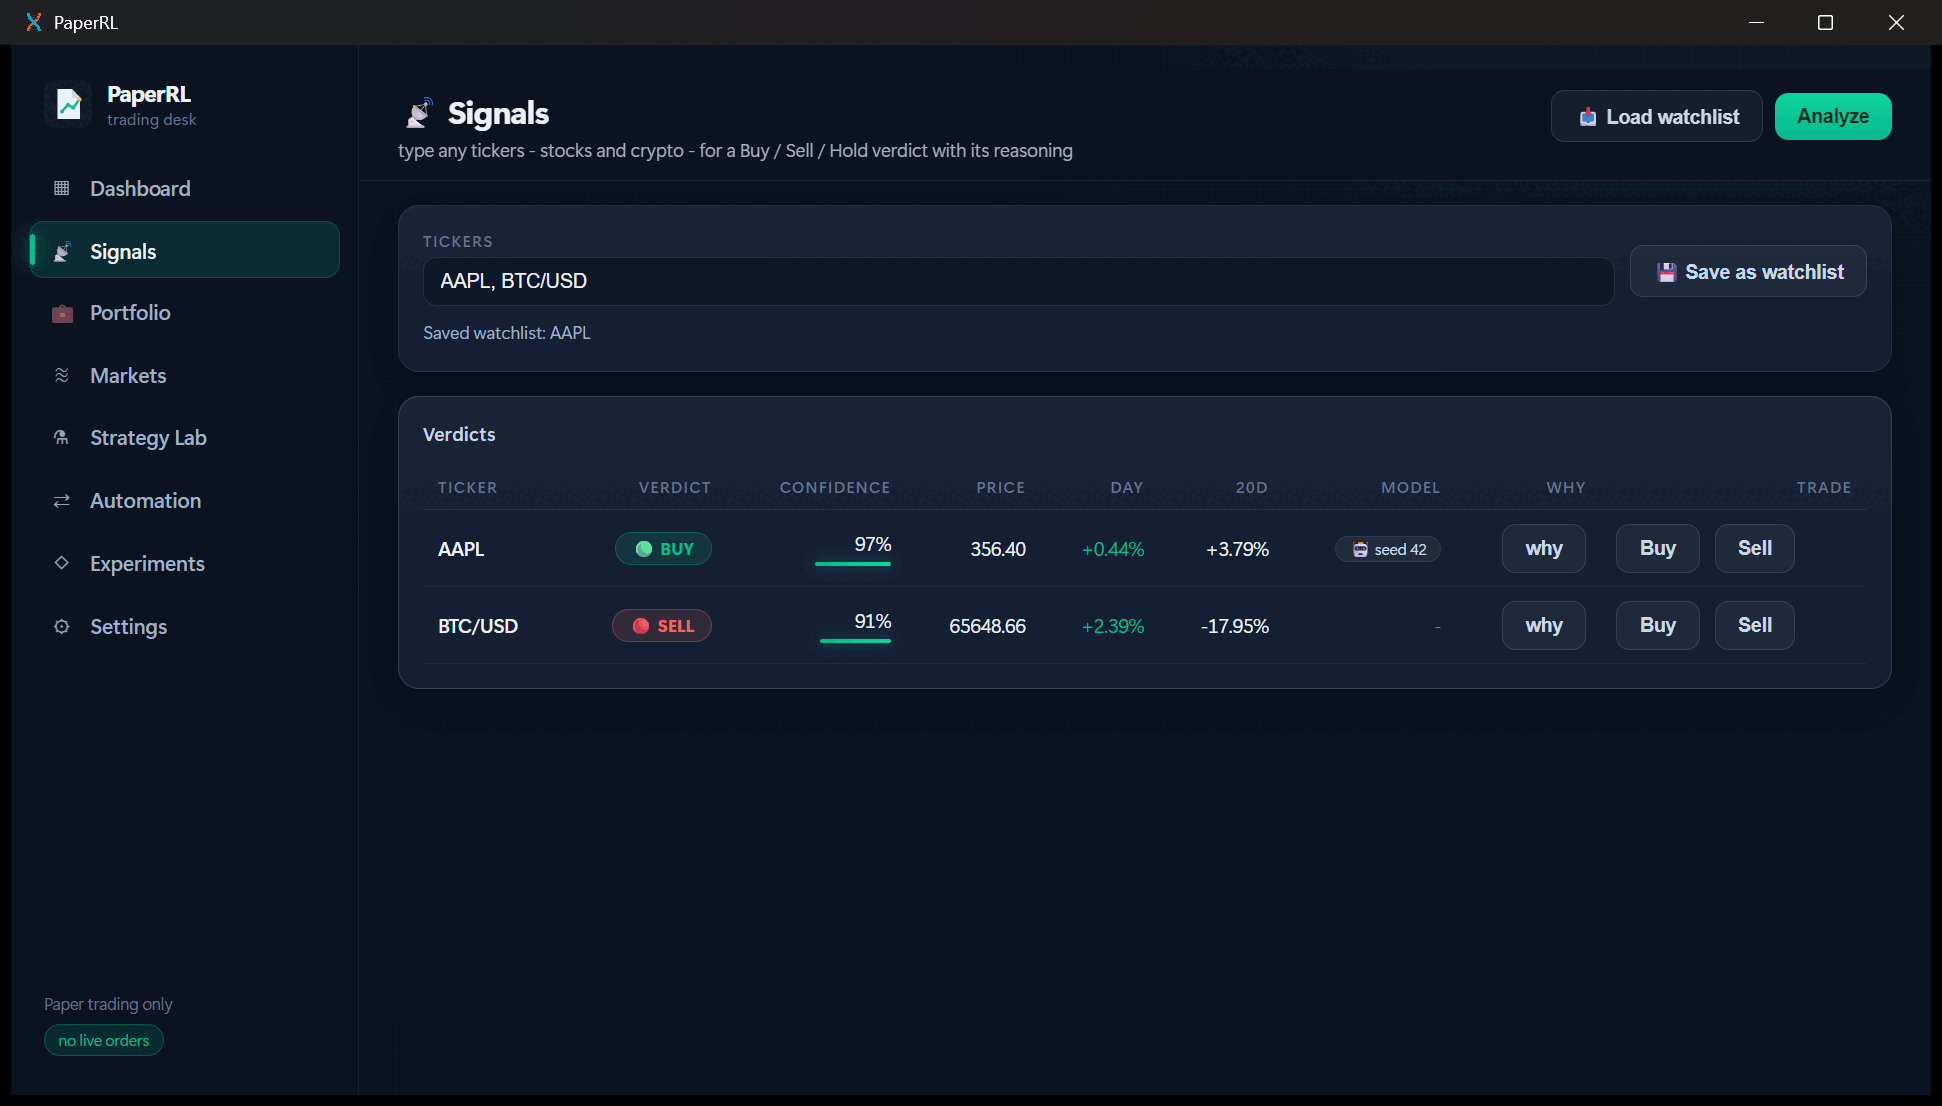 PaperRL
PaperRL
trading desk
Dashboard
Signals
Portfolio
Markets
Strategy Lab
Automation
Experiments
Settings
Paper trading only
no live orders
Signals
type any tickers - stocks and crypto - for a Buy / Sell / Hold verdict with its reasoning
Load watchlist
Analyze
TICKERS
AAPL, BTC/USD
Save as watchlist
Saved watchlist: AAPL
Verdicts
TICKER VERDICT CONFIDENCE PRICE DAY 20D MODEL WHY TRADE
AAPL BUY 97% 356.40 +0.44% +3.79% seed 42 why Buy Sell
BTC/USD SELL 91% 65648.66 +2.39% -17.95% - why Buy Sell